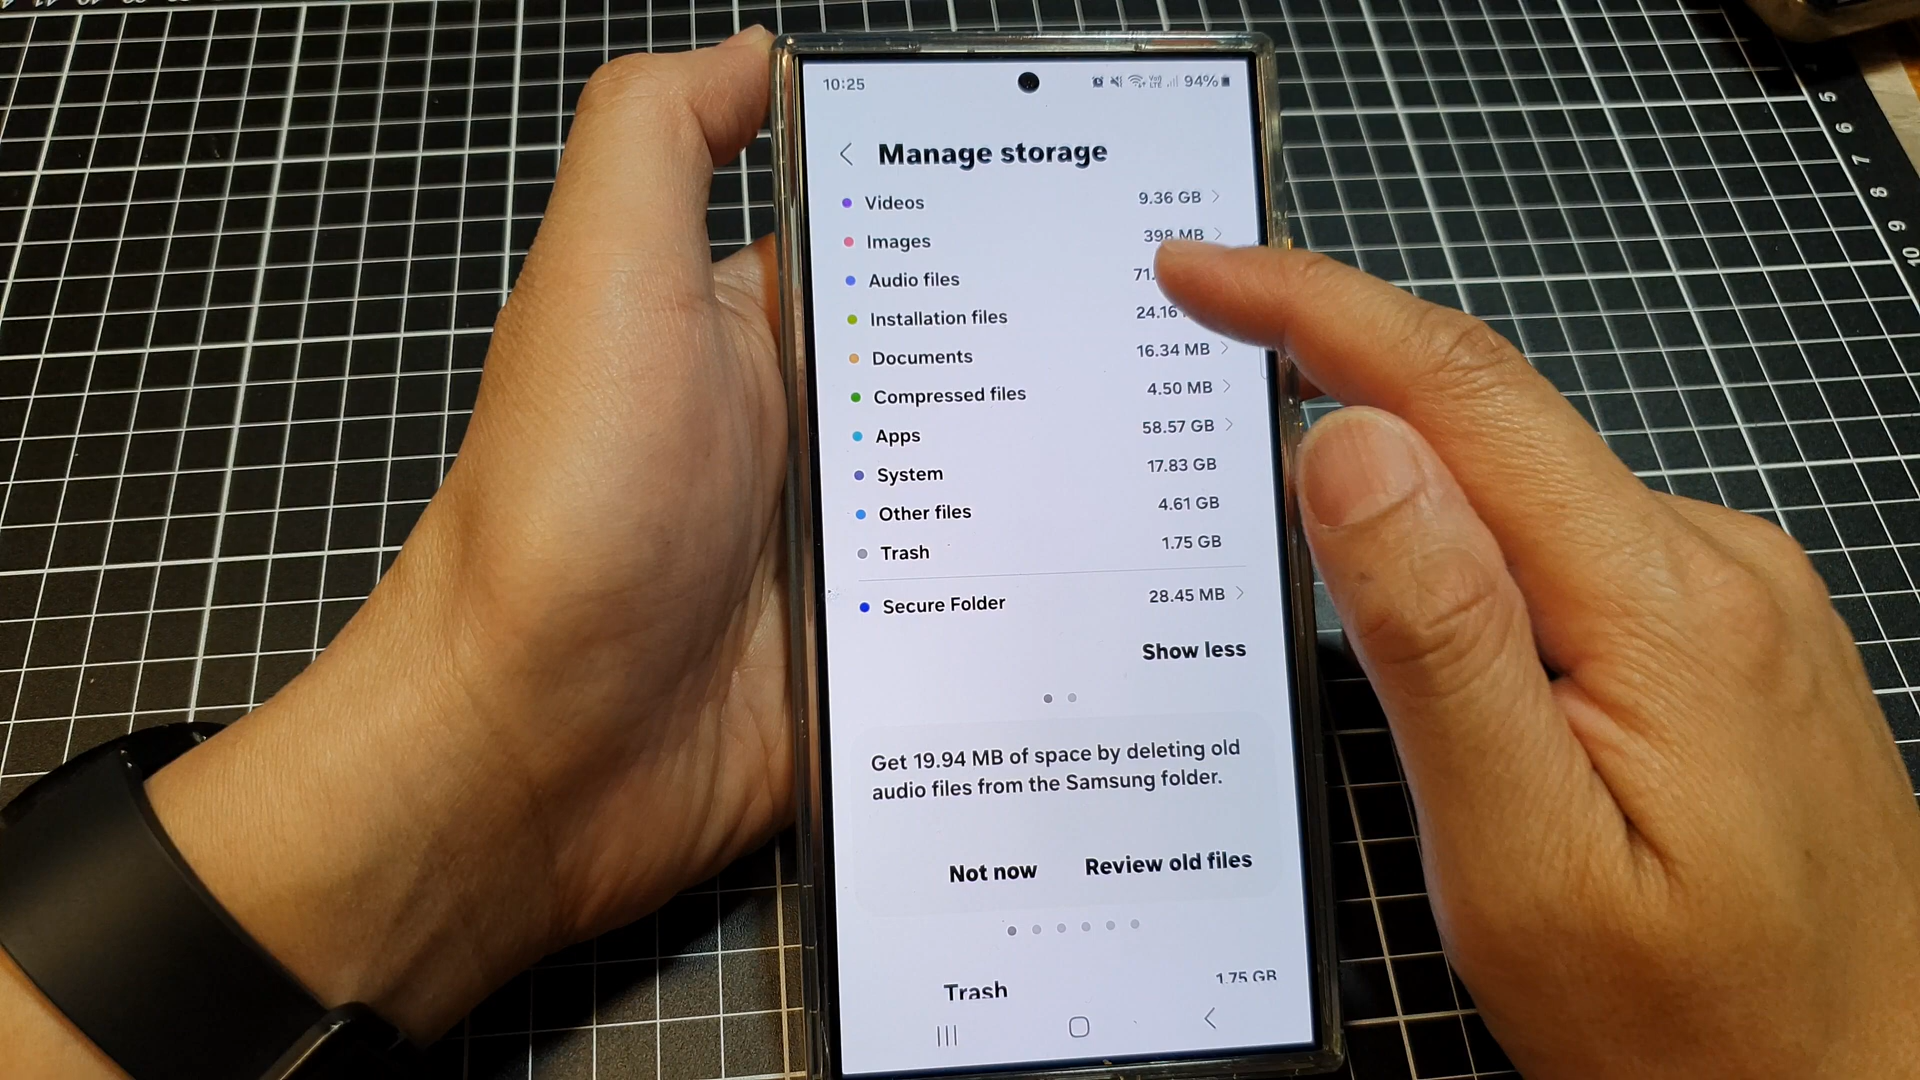 10:25
94%
Manage storage
Videos 9.36 GB
Images 398 MB
Audio files 71.
Installation files 24.16
Documents 16.34 MB
Compressed files 4.50 MB
Apps 58.57 GB
System 17.83 GB
Other files 4.61 GB
Trash 1.75 GB
Secure Folder 28.45 MB
Show less
Get 19.94 MB of space by deleting old
audio files from the Samsung folder.
Not now Review old files
Trash 1.75 GB
5
6
7
8
9
10